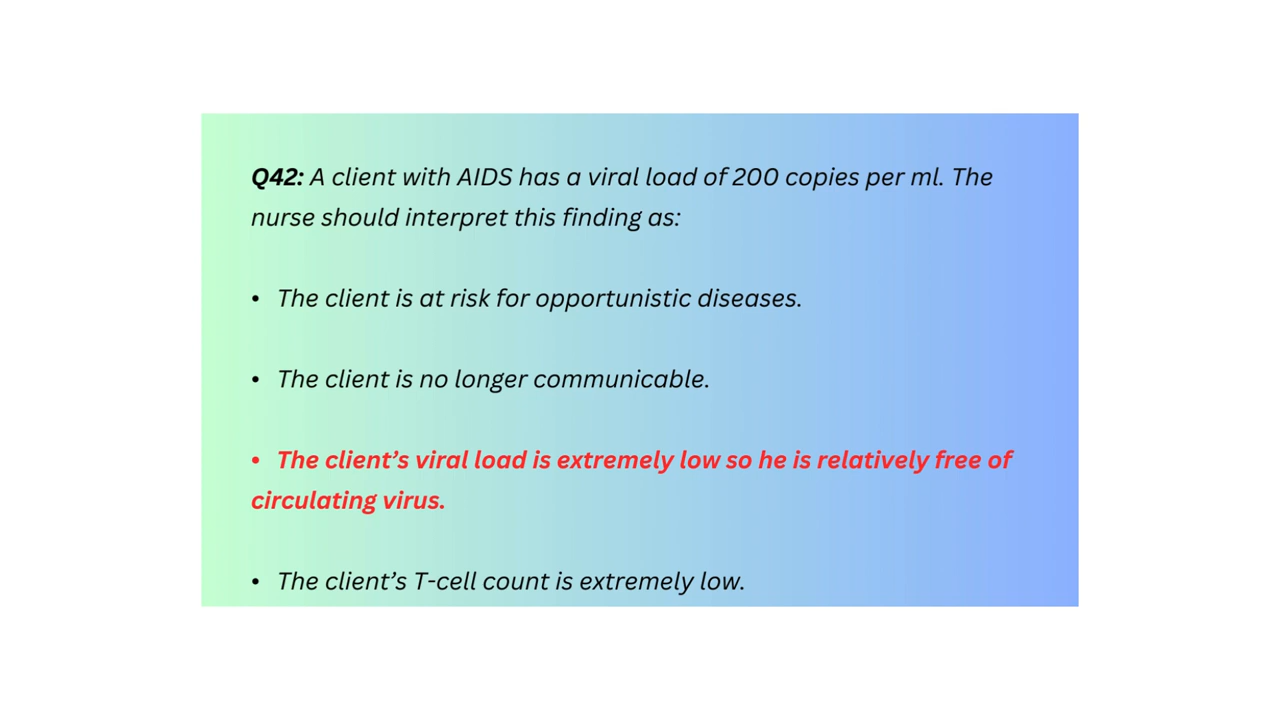 Q42: A client with AIDS has a viral load of 200 copies per ml. The
nurse should interpret this finding as:
• The client is at risk for opportunistic diseases.
• The client is no longer communicable.
• The client’s viral load is extremely low so he is relatively free of
circulating virus.
• The client’s T-cell count is extremely low.